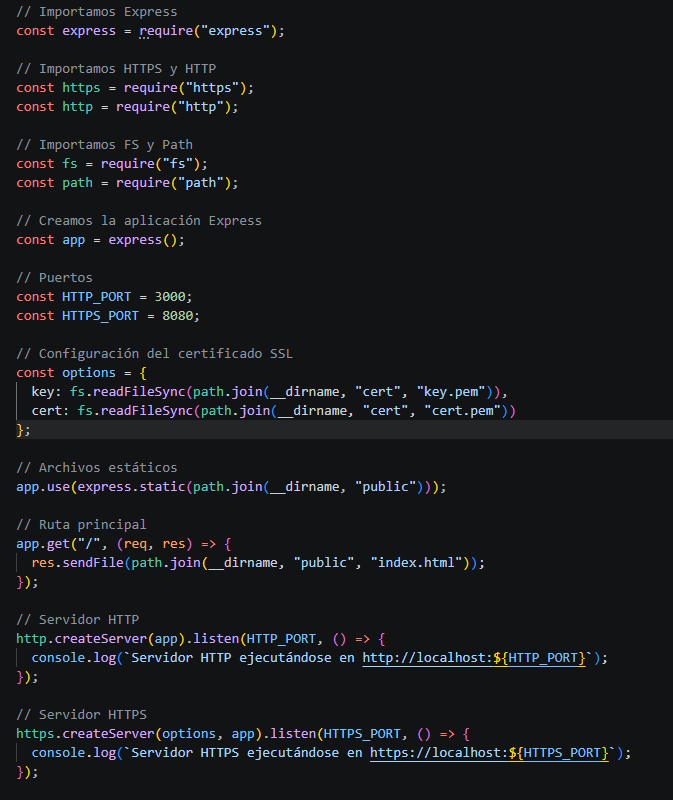 // Importamos Express
const express = require("express");
// Importamos HTTPS y HTTP
const https = require("https");
const http = require("http");
// Importamos FS y Path
const fs = require("fs");
const path = require("path");
// Creamos la aplicación Express
const app = express();
// Puertos
const HTTP_PORT = 3000;
const HTTPS_PORT = 8080;
// Configuración del certificado SSL
const options = {
  key: fs.readFileSync(path.join(__dirname, "cert", "key.pem")),
  cert: fs.readFileSync(path.join(__dirname, "cert", "cert.pem"))
};
// Archivos estáticos
app.use(express.static(path.join(__dirname, "public")));
// Ruta principal
app.get("/", (req, res) => {
  res.sendFile(path.join(__dirname, "public", "index.html"));
});
// Servidor HTTP
http.createServer(app).listen(HTTP_PORT, () => {
  console.log(`Servidor HTTP ejecutándose en http://localhost:${HTTP_PORT}`);
});
// Servidor HTTPS
https.createServer(options, app).listen(HTTPS_PORT, () => {
  console.log(`Servidor HTTPS ejecutándose en https://localhost:${HTTPS_PORT}`);
});